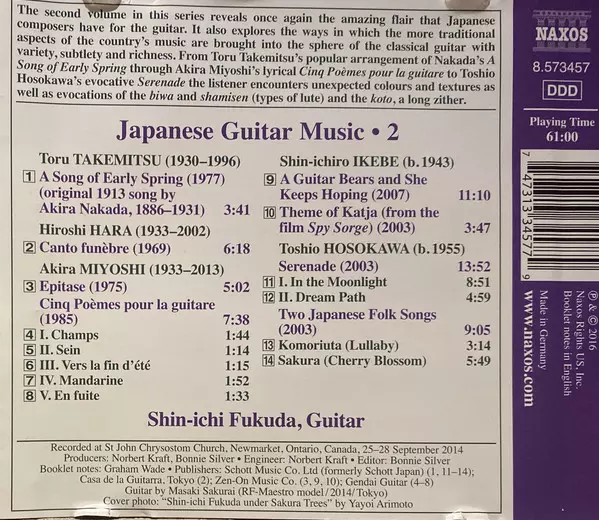 The second volume in this series reveals once again the amazing flair that Japanese
composers have for the guitar. It also explores the ways in which the more traditional
aspects of the country's music are brought into the sphere of the classical guitar with
variety, subtlety and richness. From Toru Takemitsu's popular arrangement of Nakada's A
Song of Early Spring through Akira Miyoshi's lyrical Cinq Poèmes pour la guitare to Toshio
Hosokawa's evocative Serenade the listener encounters unexpected colours and textures as
well as evocations of the biwa and shamisen (types of lute) and the koto, a long zither.
Japanese Guitar Music • 2
Toru TAKEMITSU (1930–1996)
1 A Song of Early Spring (1977)
(original 1913 song by
Akira Nakada, 1886–1931) 3:41
Hiroshi HARA (1933–2002)
2 Canto funèbre (1969) 6:18
Akira MIYOSHI (1933–2013)
3 Epitase (1975) 5:02
Cinq Poèmes pour la guitare
(1985) 7:38
4 I. Champs 1:44
5 II. Sein 1:14
6 III. Vers la fin d'été 1:15
7 IV. Mandarine 1:52
8 V. En fuite 1:33
Shin-ichiro IKEBE (b.1943)
9 A Guitar Bears and She
Keeps Hoping (2007) 11:10
10 Theme of Katja (from the
film Spy Sorge) (2003) 3:47
Toshio HOSOKAWA (b.1955)
Serenade (2003) 13:52
11 I. In the Moonlight 8:51
12 II. Dream Path 4:59
Two Japanese Folk Songs
(2003) 9:05
13 Komoriuta (Lullaby) 3:14
14 Sakura (Cherry Blossom) 5:49
Shin-ichi Fukuda, Guitar
Recorded at St John Chrysostom Church, Newmarket, Ontario, Canada, 25–28 September 2014
Producers: Norbert Kraft, Bonnie Silver • Engineer: Norbert Kraft • Editor: Bonnie Silver
Booklet notes: Graham Wade • Publishers: Schott Music Co. Ltd (formerly Schott Japan) (1, 11–14);
Casa de la Guitarra, Tokyo (2); Zen-On Music Co. (3, 9, 10); Gendai Guitar (4–8)
Guitar by Masaki Sakurai (RF-Maestro model / 2014 / Tokyo)
Cover photo: "Shin-ichi Fukuda under Sakura Trees" by Yayoi Arimoto
NAXOS
8.573457
DDD
Playing Time
61:00
7 47313 34577 9
℗ & © 2016
Naxos Rights US, Inc.
Booklet notes in English
Made in Germany
www.naxos.com